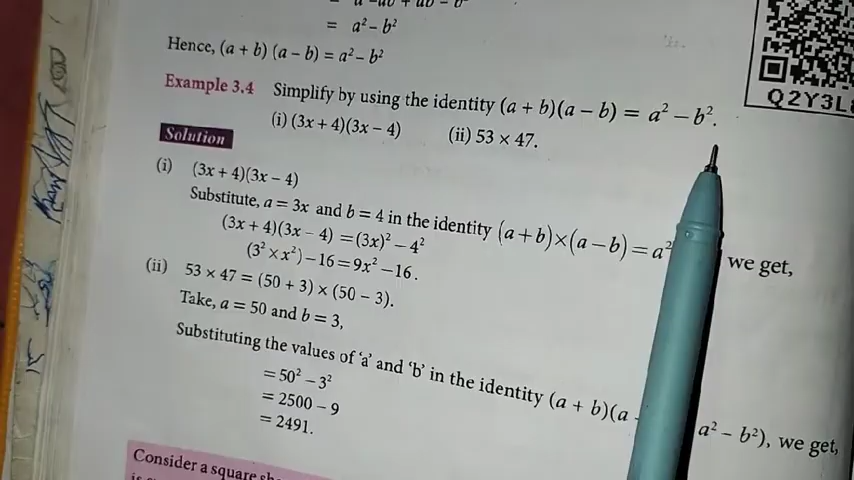 = a² - b²
Hence, (a + b) (a – b) = a² – b²
Q2Y3L
Example 3.4 Simplify by using the identity (a + b)(a – b) = a² – b².
(i) (3x + 4)(3x – 4) (ii) 53 × 47.
Solution
(i) (3x + 4)(3x – 4)
Substitute, a = 3x and b = 4 in the identity (a + b)×(a – b) = a² we get,
(3x + 4)(3x – 4) = (3x)² – 4²
(3² × x²) – 16 = 9x² – 16.
(ii) 53 × 47 = (50 + 3) × (50 – 3).
Take, a = 50 and b = 3,
Substituting the values of 'a' and 'b' in the identity (a + b)(a - a² – b²), we get,
= 50² – 3²
= 2500 – 9
= 2491.
Consider a square